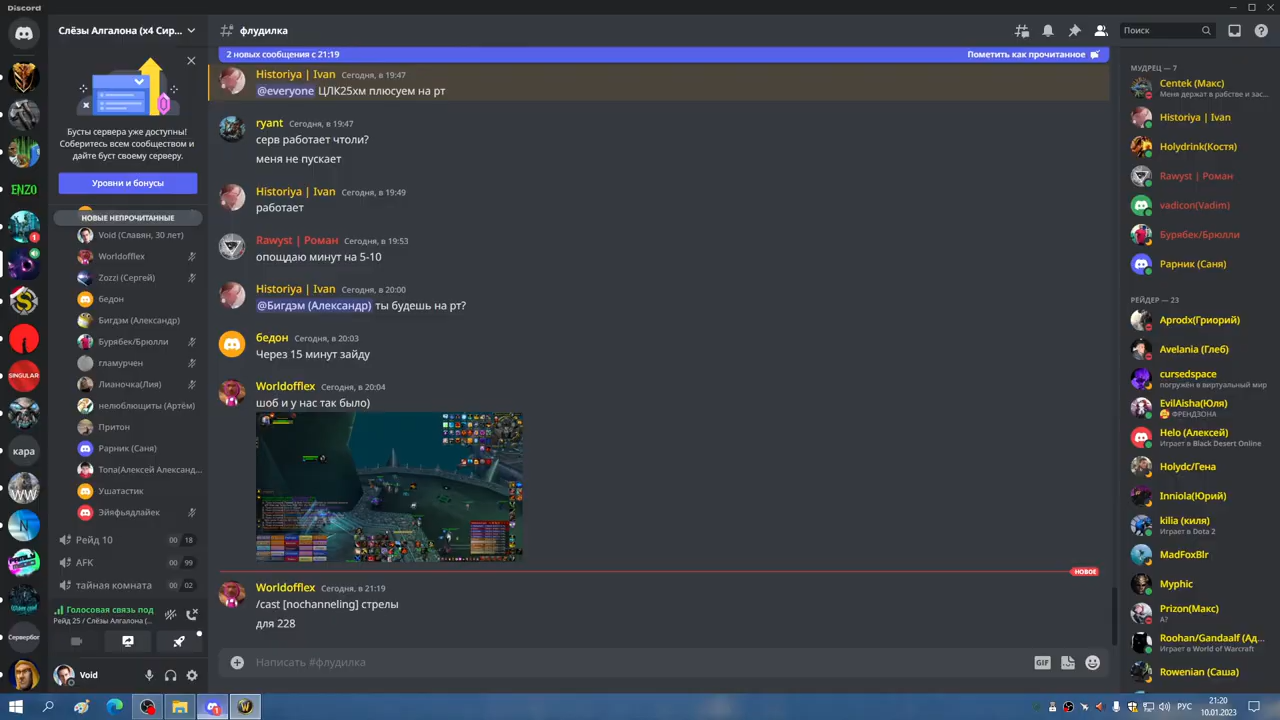 Discord
Слёзы Алгалона (x4 Сир...
Бусты сервера уже доступны!
Соберитесь всем сообществом и
дайте буст своему серверу.
Уровни и бонусы
НОВЫЕ НЕПРОЧИТАННЫЕ
Void (Славян, 30 лет)
Worldofflex
Zozzi (Сергей)
бедон
Бигдэм (Александр)
Бурябек/Брюлли
гламурчен
Лианочка(Лия)
нелюблющиты (Артём)
Притон
Рарник (Саня)
Топа(Алексей Александ...
Ушатастик
Эйяфьядлайек
Рейд 10 00 18
AFK 00 99
тайная комната 00 02
Голосовая связь под
Рейд 25 / Слёзы Алгалона (...
Void
ENZO
1
SINGULAR
кара
WW
N
Сервербог
флудилка
Поиск
2 новых сообщения с 21:19
Пометить как прочитанное
Historiya | Ivan Сегодня, в 19:47
@everyone ЦЛК25хм плюсуем на рт
ryant Сегодня, в 19:47
серв работает чтоли?
меня не пускает
Historiya | Ivan Сегодня, в 19:49
работает
Rawyst | Роман Сегодня, в 19:53
опощдаю минут на 5-10
Historiya | Ivan Сегодня, в 20:00
@Бигдэм (Александр) ты будешь на рт?
бедон Сегодня, в 20:03
Через 15 минут зайду
Worldofflex Сегодня, в 20:04
шоб и у нас так было)
НОВОЕ
Worldofflex Сегодня, в 21:19
/cast [nochanneling] стрелы
для 228
Написать #флудилка
GIF
МУДРЕЦ — 7
Centek (Макс)
Меня держат в рабстве и зас...
Historiya | Ivan
Holydrink(Костя)
Rawyst | Роман
vadicon(Vadim)
Бурябек/Брюлли
Рарник (Саня)
РЕЙДЕР — 23
Aprodx(Гриорий)
Avelania (Глеб)
cursedspace
погружён в виртуальный мир
EvilAisha(Юля)
ФРЕНДЗОНА
Helo (Алексей)
Играет в Black Desert Online
Holydc/Гена
Inniola(Юрий)
kilia (киля)
Играет в Dota 2
MadFoxBlr
Myphic
Prizon(Макс)
A?
Roohan/Gandaalf (Ад...
Играет в World of Warcraft
Rowenian (Саша)
РУС
21:20
10.01.2023